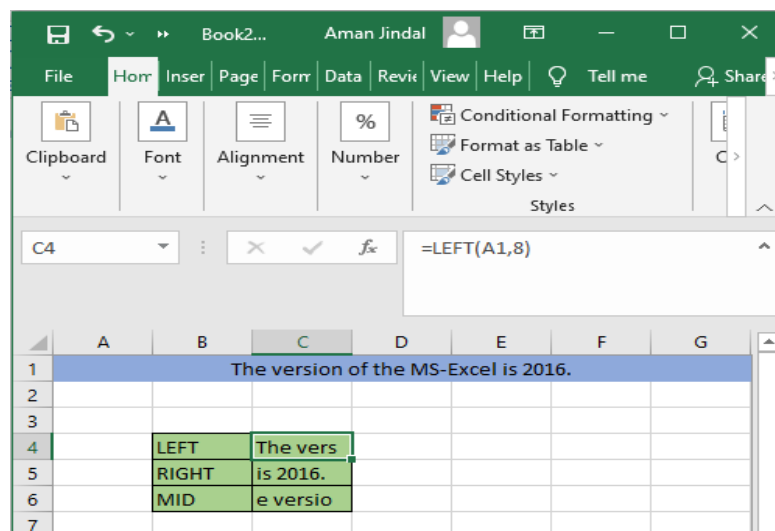 Book2... Aman Jindal
File Hom Inser Page Forr Data Revie View Help Tell me Share
Clipboard Font Alignment Number % Conditional Formatting
Format as Table
Cell Styles
Styles
C4 fx =LEFT(A1,8)
A B C D E F G
1 The version of the MS-Excel is 2016.
2
3
4 LEFT The vers
5 RIGHT is 2016.
6 MID e versio
7